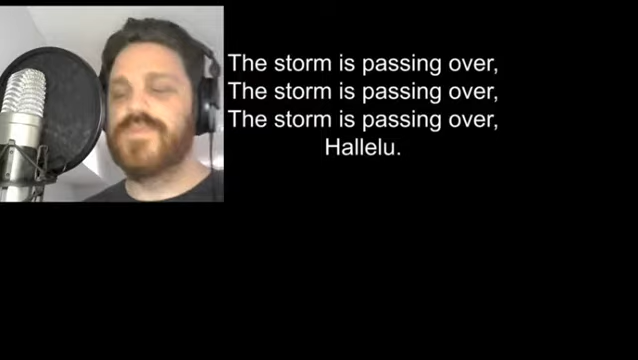 The storm is passing over,
The storm is passing over,
The storm is passing over,
Hallelu.